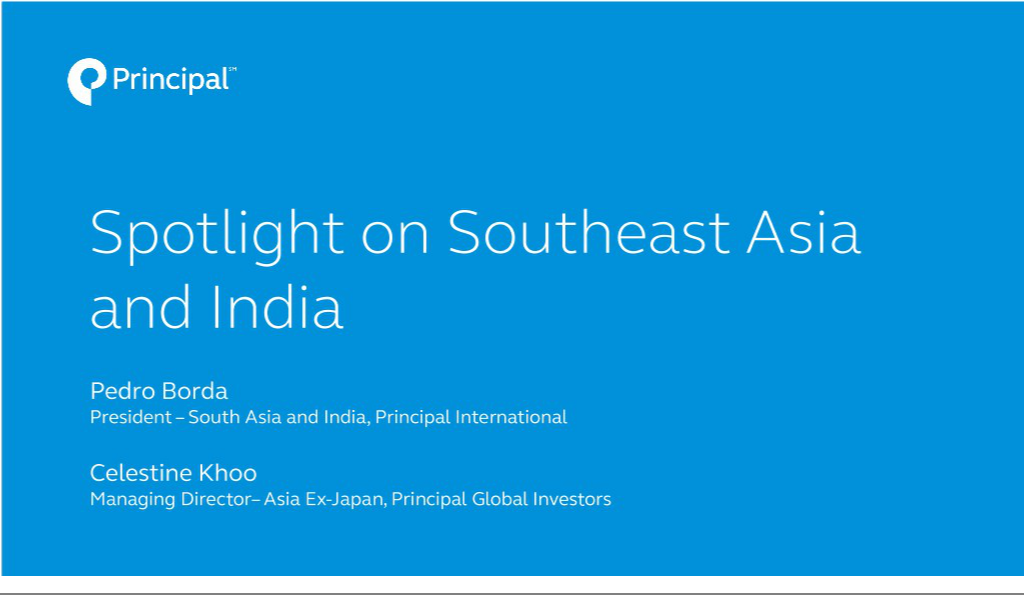 Principal℠
Spotlight on Southeast Asia
and India
Pedro Borda
President – South Asia and India, Principal International
Celestine Khoo
Managing Director– Asia Ex-Japan, Principal Global Investors